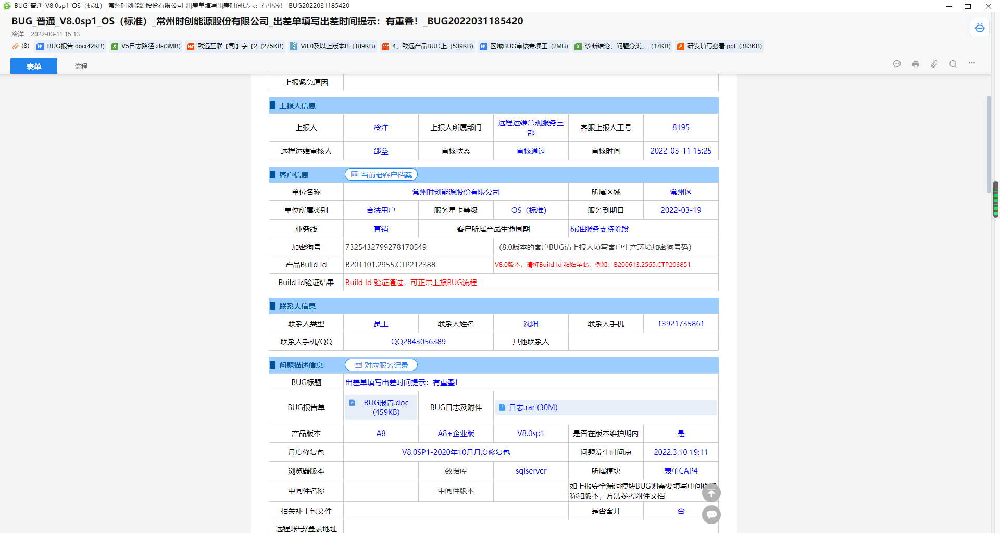 BUG_普通_V8.0sp1_OS（标准）_常州时创能源股份有限公司_出差单填写出差时间提示：有重叠！_BUG2022031185420
BUG_普通_V8.0sp1_OS（标准）_常州时创能源股份有限公司_出差单填写出差时间提示：有重叠！_BUG2022031185420
冷洋 2022-03-11 15:13
(8) BUG报告.doc(42KB) V5日志路径.xls(3MB) 致远互联【司】字【2..(275KB) V8.0及以上版本B..(189KB) 4、致远产品BUG上..(539KB) 区域BUG审核专项工..(2MB) 诊断结论、问题分类、..(17KB) 研发填写必看.ppt..(383KB)
表单 流程
上报紧急原因
上报人信息
上报人 冷洋 上报人所属部门 远程运维常规服务三部 客服上报人工号 8195
远程运维审核人 邵垒 审核状态 审核通过 审核时间 2022-03-11 15:25
客户信息 当前老客户档案
单位名称 常州时创能源股份有限公司 所属区域 常州区
单位所属类别 合法用户 服务星卡等级 OS（标准） 服务到期日 2022-03-19
业务线 直销 客户所属产品生命周期 标准服务支持阶段
加密狗号 7325432799278170549 （8.0版本的客户BUG请上报人填写客户生产环境加密狗号码）
产品Build Id B201101.2955.CTP212388 V8.0版本，请将Build Id 粘贴至此，例如：B200613.2565.CTP203851
Build Id验证结果 Build Id 验证通过，可正常上报BUG流程
联系人信息
联系人类型 员工 联系人姓名 沈阳 联系人手机 13921735861
联系人手机/QQ QQ2843056389 其他联系人
问题描述信息 对应服务记录
BUG标题 出差单填写出差时间提示：有重叠！
BUG报告单 BUG报告.doc (459KB) BUG日志及附件 日志.rar (30M)
产品版本 A8 A8+企业版 V8.0sp1 是否在版本维护期内 是
月度修复包 V8.0SP1-2020年10月月度修复包 问题发生时间点 2022.3.10 19:11
浏览器版本 数据库 sqlserver 所属模块 表单CAP4
中间件名称 中间件版本 如上报安全漏洞模块BUG则需要填写中间件名
称和版本，方法参考附件文档
相关补丁包文件 是否客开 否
远程账号/登录地址